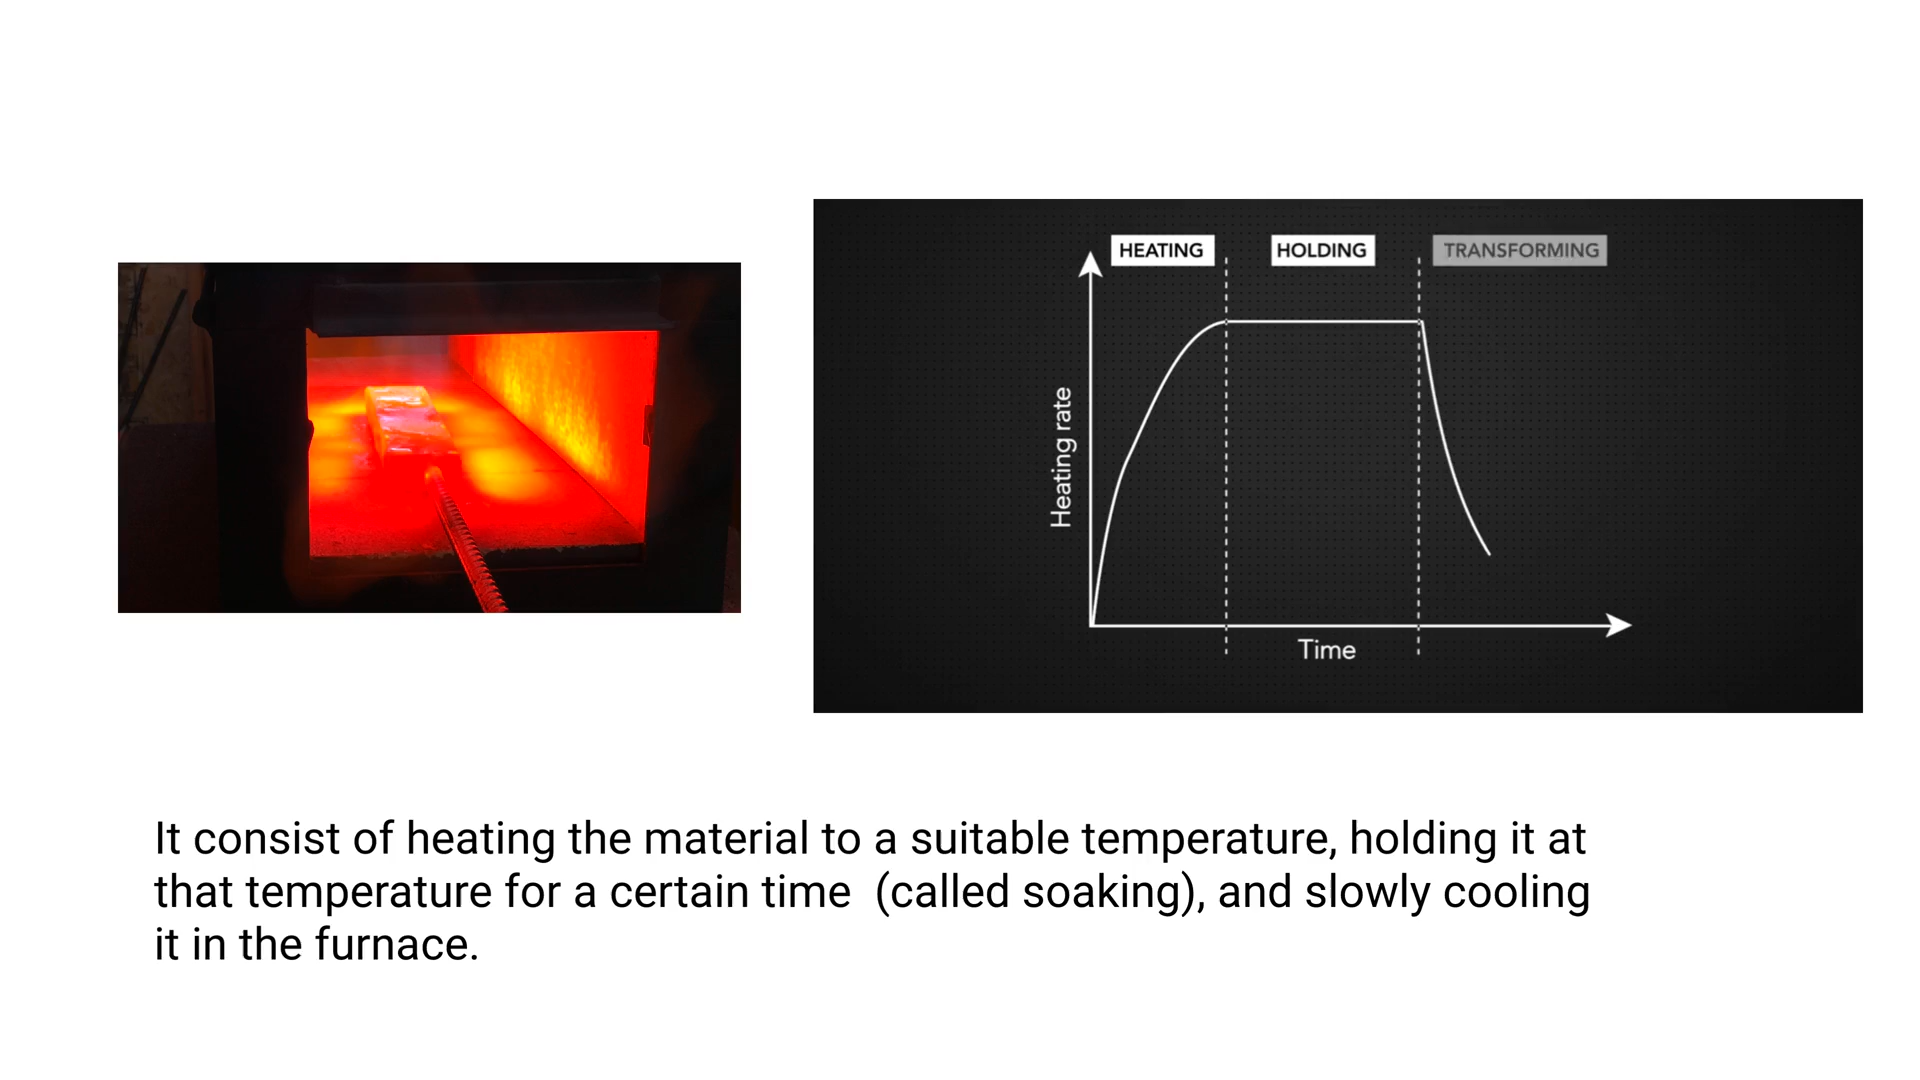 HEATING
HOLDING
TRANSFORMING
Heating rate
Time
It consist of heating the material to a suitable temperature, holding it at
that temperature for a certain time  (called soaking), and slowly cooling
it in the furnace.